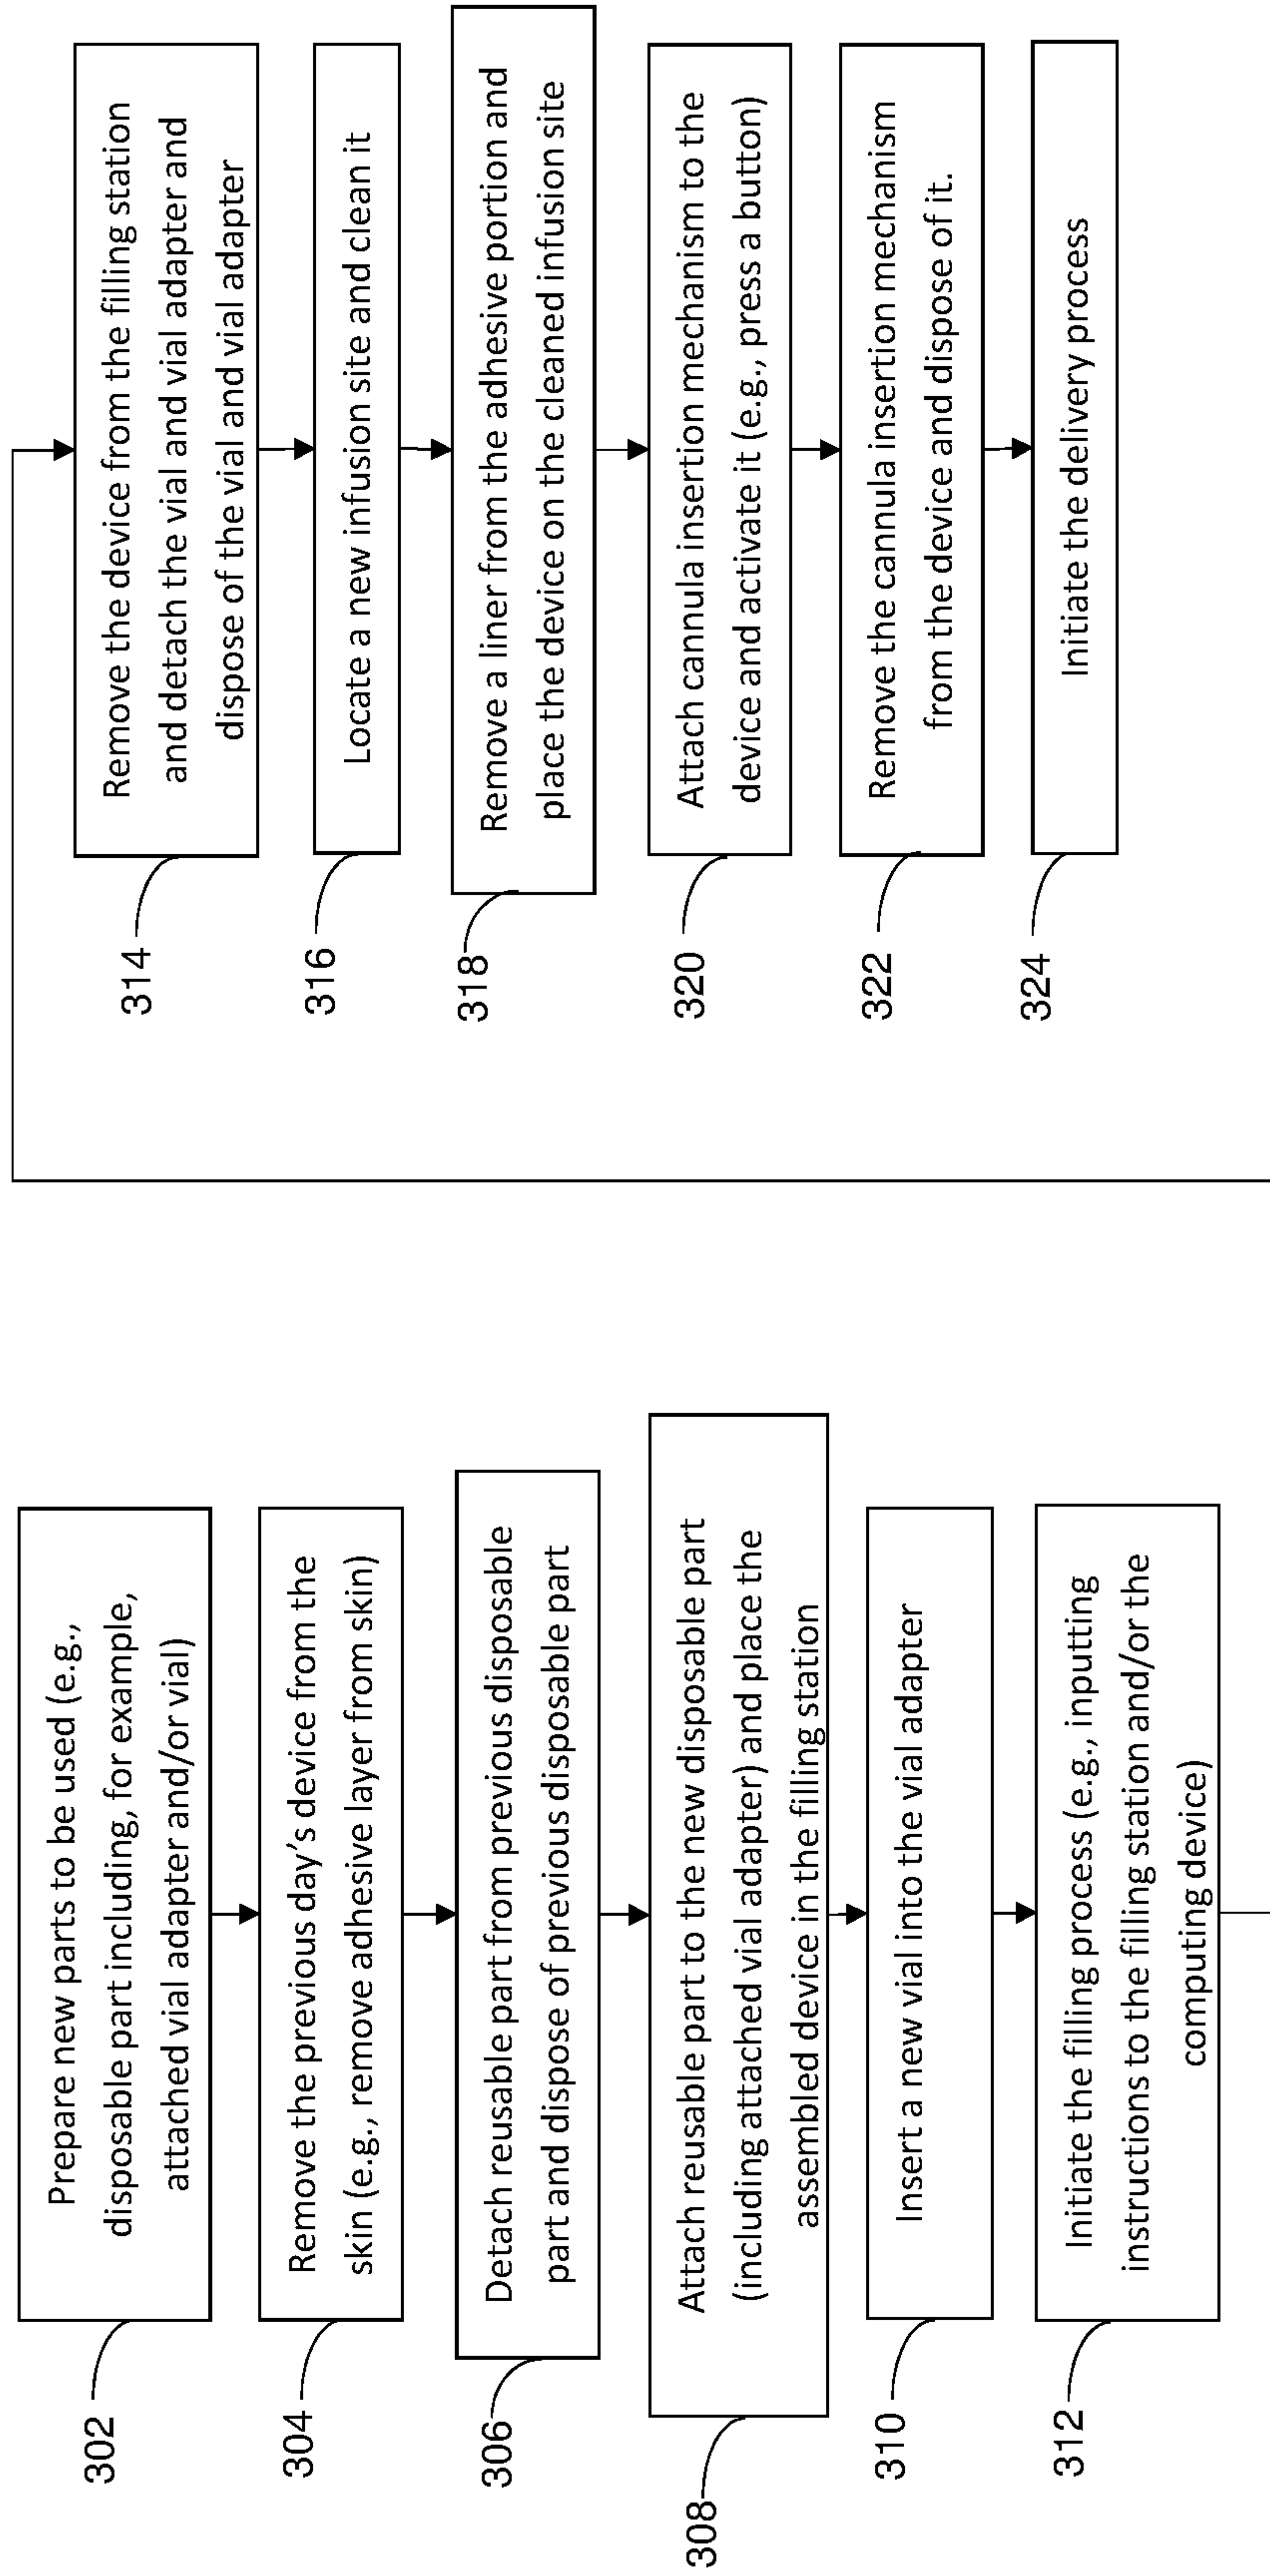 302
Prepare new parts to be used (e.g.,
disposable part including, for example,
attached vial adapter and/or vial)
304
Remove the previous day's device from the
skin (e.g., remove adhesive layer from skin)
306
Detach reusable part from previous disposable
part and dispose of previous disposable part
308
Attach reusable part to the new disposable part
(including attached vial adapter) and place the
assembled device in the filling station
310
Insert a new vial into the vial adapter
312
Initiate the filling process (e.g., inputting
instructions to the filling station and/or the
computing device)
314
Remove the device from the filling station
and detach the vial and vial adapter and
dispose of the vial and vial adapter
316
Locate a new infusion site and clean it
318
Remove a liner from the adhesive portion and
place the device on the cleaned infusion site
320
Attach cannula insertion mechanism to the
device and activate it (e.g., press a button)
322
Remove the cannula insertion mechanism
from the device and dispose of it.
324
Initiate the delivery process